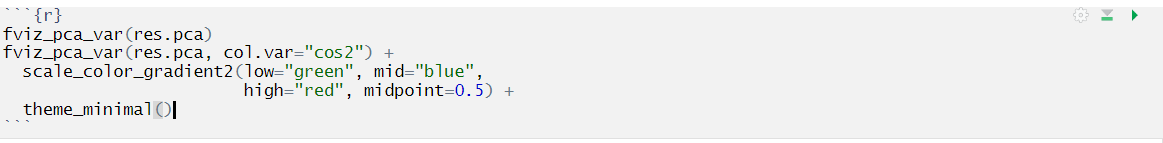 ```{r}
fviz_pca_var(res.pca)
fviz_pca_var(res.pca, col.var="cos2") +
  scale_color_gradient2(low="green", mid="blue",
                        high="red", midpoint=0.5) +
  theme_minimal()
```